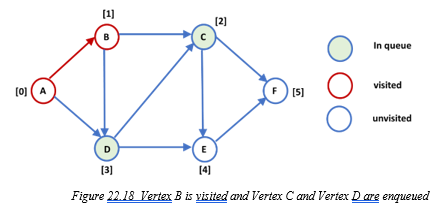 [1]
[2]
B
C
In queue
[0]
A
F
[5]
visited
unvisited
D
E
[3]
[4]
Figure 22.18 Vertex B is visited and Vertex C and Vertex D are enqueued